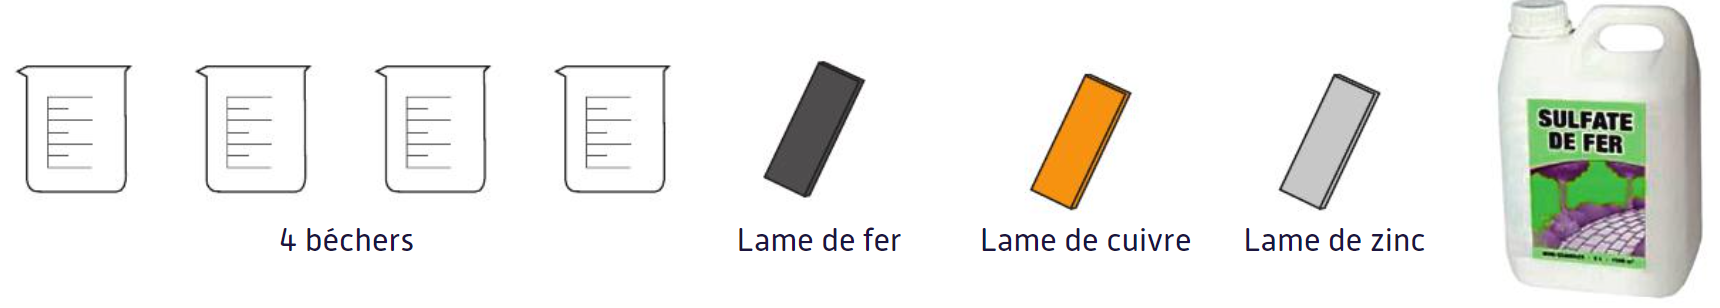 4 béchers
Lame de fer
Lame de cuivre
Lame de zinc
SULFATE
DE FER